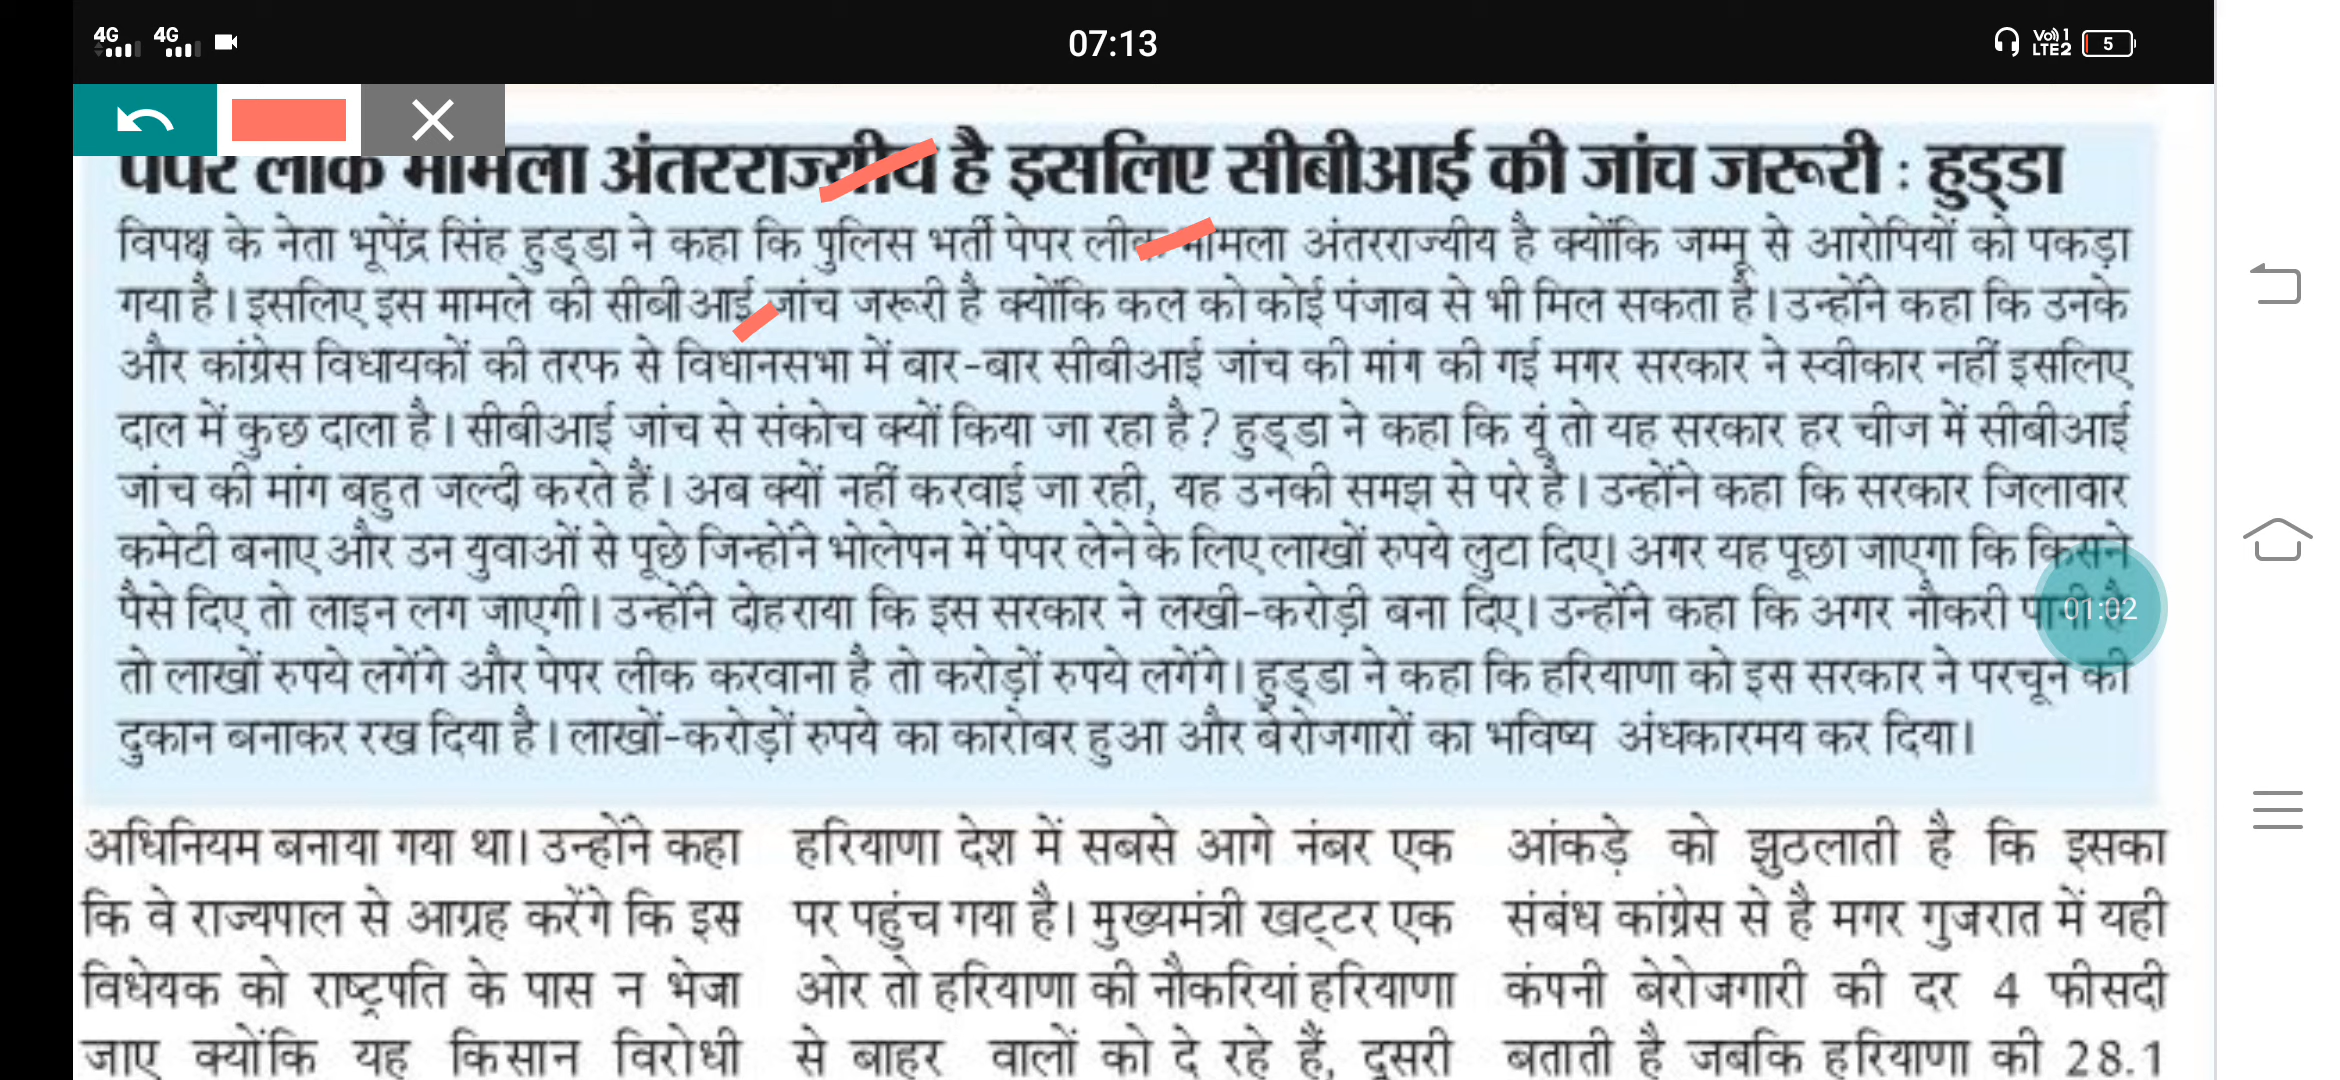 4G 4G 07:13 Vo)) 1 LTE2 5
पेपर लीक मामला अंतरराज्यीय है इसलिए सीबीआई की जांच जरूरी : हुड्डा
विपक्ष के नेता भूपेंद्र सिंह हुड्डा ने कहा कि पुलिस भर्ती पेपर लीक मामला अंतरराज्यीय है क्योंकि जम्मू से आरोपियों को पकड़ा
गया है। इसलिए इस मामले की सीबीआई जांच जरूरी है क्योंकि कल को कोई पंजाब से भी मिल सकता है। उन्होंने कहा कि उनके
और कांग्रेस विधायकों की तरफ से विधानसभा में बार-बार सीबीआई जांच की मांग की गई मगर सरकार ने स्वीकार नहीं इसलिए
दाल में कुछ दाला है। सीबीआई जांच से संकोच क्यों किया जा रहा है? हुड्डा ने कहा कि यूं तो यह सरकार हर चीज में सीबीआई
जांच की मांग बहुत जल्दी करते हैं। अब क्यों नहीं करवाई जा रही, यह उनकी समझ से परे है। उन्होंने कहा कि सरकार जिलावार
कमेटी बनाए और उन युवाओं से पूछे जिन्होंने भोलेपन में पेपर लेने के लिए लाखों रुपये लुटा दिए। अगर यह पूछा जाएगा कि किसने
पैसे दिए तो लाइन लग जाएगी। उन्होंने दोहराया कि इस सरकार ने लखी-करोड़ी बना दिए। उन्होंने कहा कि अगर नौकरी पानी है
01:02
तो लाखों रुपये लगेंगे और पेपर लीक करवाना है तो करोड़ों रुपये लगेंगे। हुड्डा ने कहा कि हरियाणा को इस सरकार ने परचून की
दुकान बनाकर रख दिया है। लाखों-करोड़ों रुपये का कारोबर हुआ और बेरोजगारों का भविष्य अंधकारमय कर दिया।
अधिनियम बनाया गया था। उन्होंने कहा
कि वे राज्यपाल से आग्रह करेंगे कि इस
विधेयक को राष्ट्रपति के पास न भेजा
जाए क्योंकि यह किसान विरोधी
हरियाणा देश में सबसे आगे नंबर एक
पर पहुंच गया है। मुख्यमंत्री खट्टर एक
ओर तो हरियाणा की नौकरियां हरियाणा
से बाहर वालों को दे रहे हैं, दूसरी
आंकड़े को झुठलाती है कि इसका
संबंध कांग्रेस से है मगर गुजरात में यही
कंपनी बेरोजगारी की दर 4 फीसदी
बताती है जबकि हरियाणा की 28.1